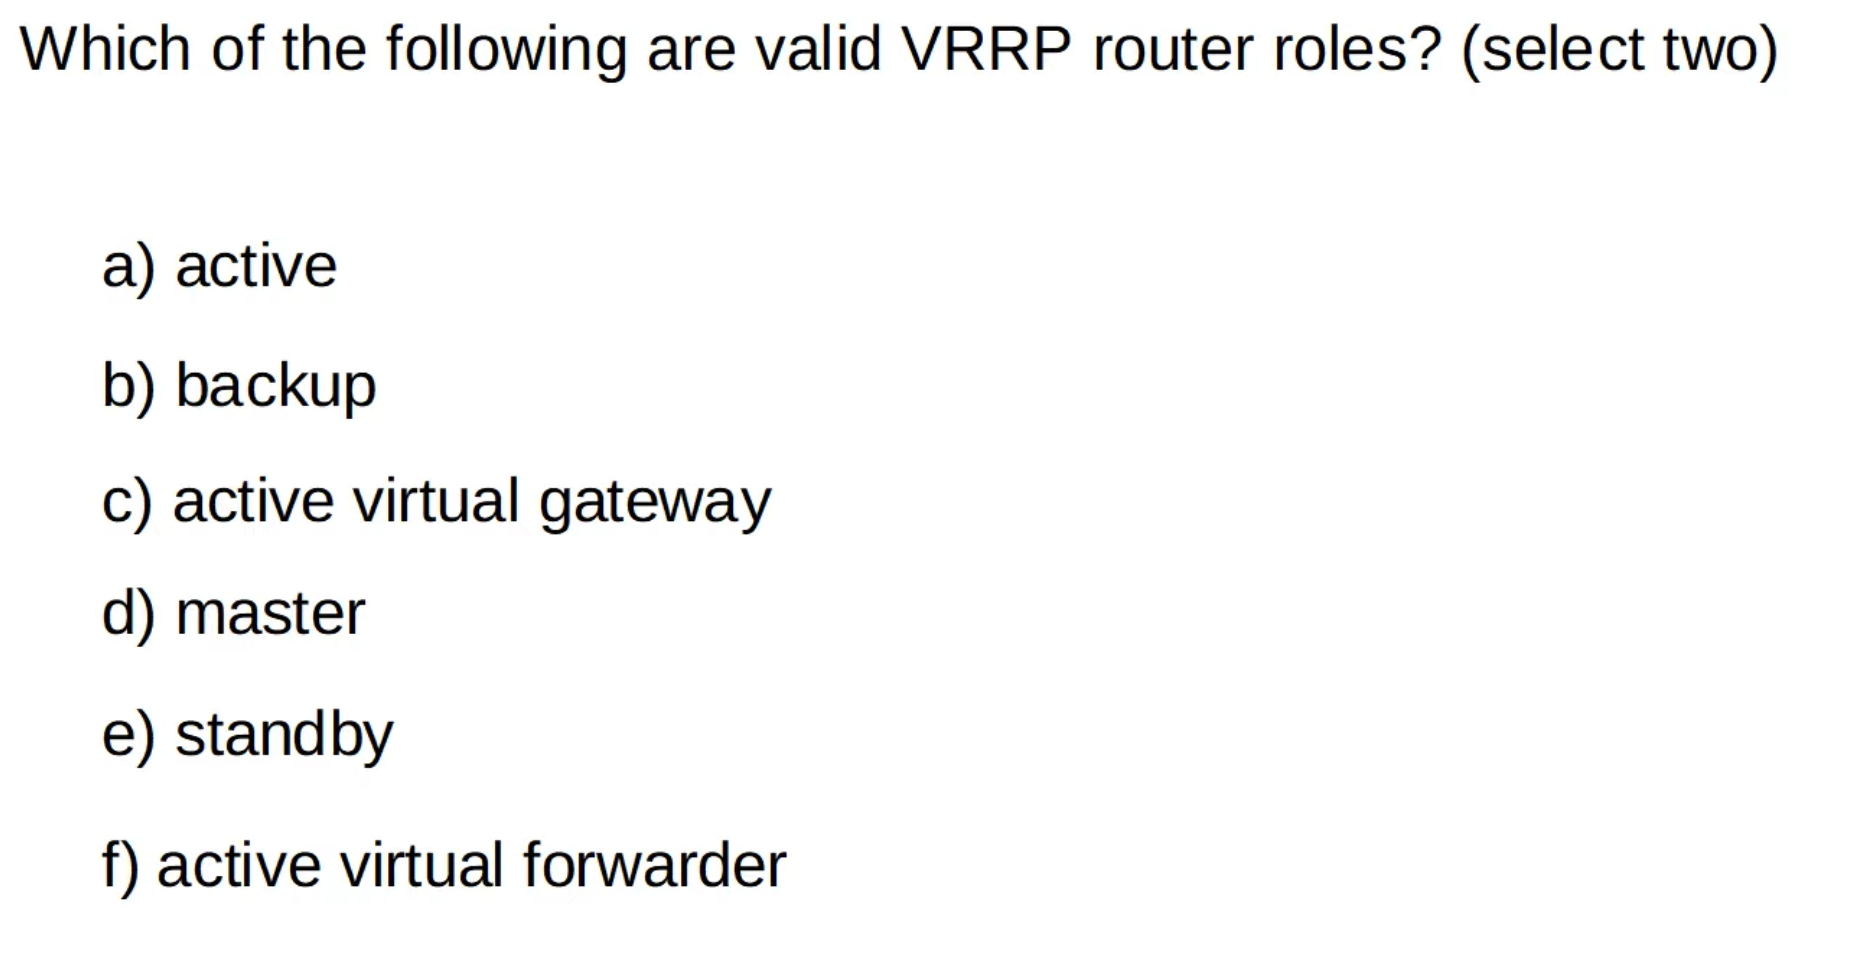 Which of the following are valid VRRP router roles? (select two)
a) active
b) backup
c) active virtual gateway
d) master
e) standby
f) active virtual forwarder